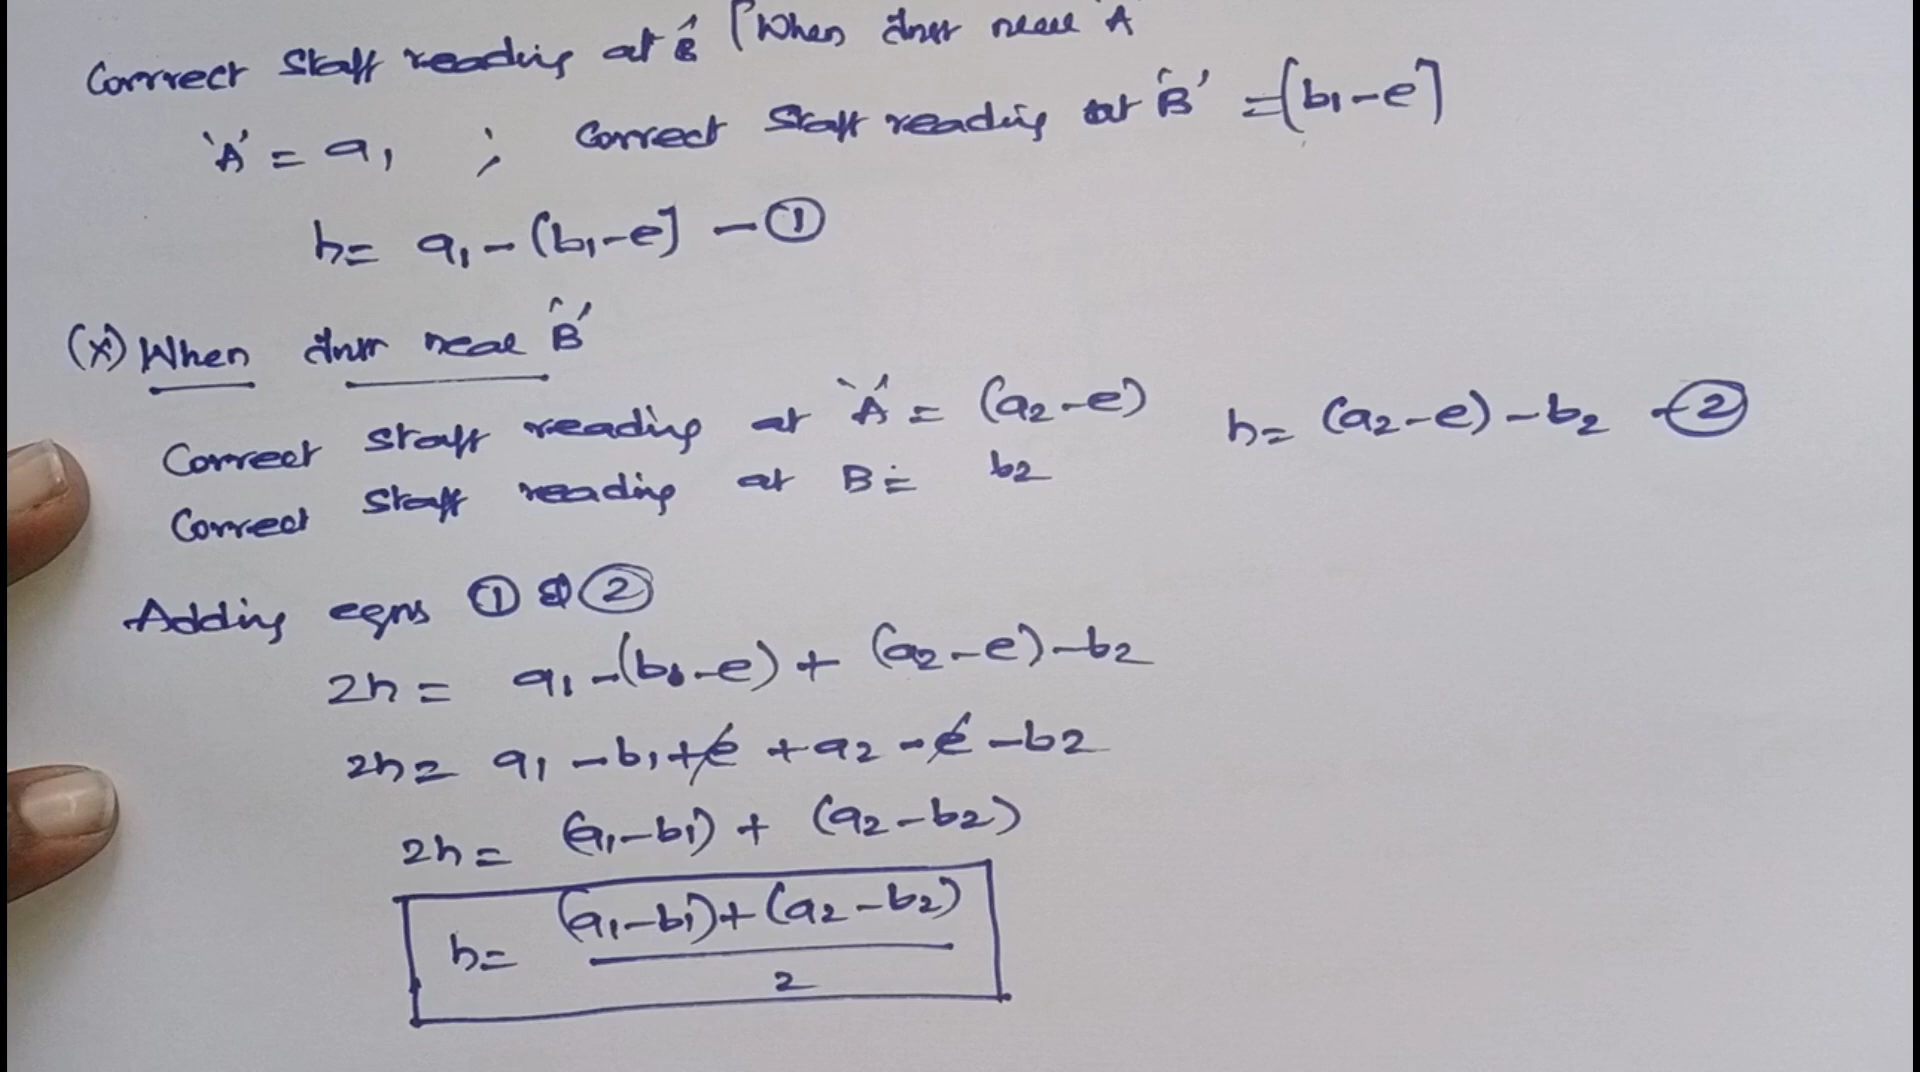 Correct Staff reading at 'B' (When Inst near A
'A' = a₁ ; Correct Staff reading at 'B' = (b₁-e]
h= a₁-(b₁-e] -①
(x) When Inst near 'B'
Correct Staff reading at 'A' = (a₂-e) h= (a₂-e)-b₂ -②
Correct Staff reading at B= b₂
Adding eqns ① & ②
2h= a₁-(b₁-e)+(a₂-e)-b₂
2h= a₁-b₁+e+a₂-e-b₂
2h= (a₁-b₁)+(a₂-b₂)
h= (a₁-b₁)+(a₂-b₂)
2